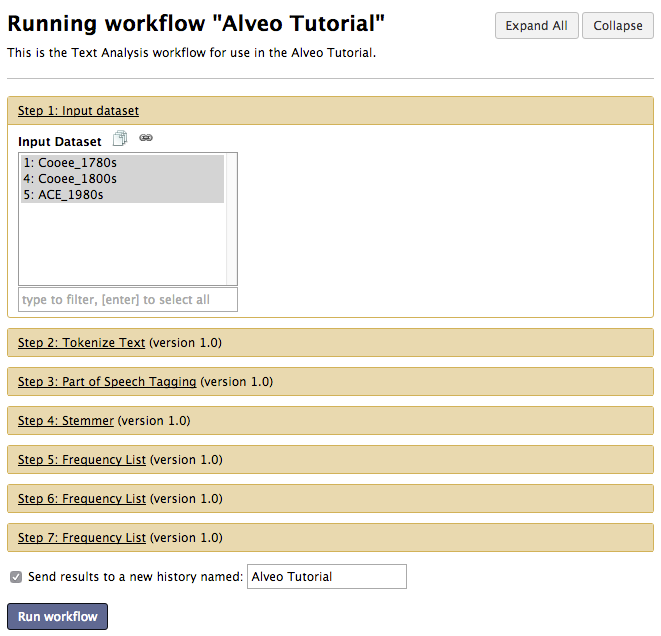 Running workflow "Alveo Tutorial"
Expand All
Collapse
This is the Text Analysis workflow for use in the Alveo Tutorial.
Step 1: Input dataset
Input Dataset
1: Cooee_1780s
4: Cooee_1800s
5: ACE_1980s
type to filter, [enter] to select all
Step 2: Tokenize Text (version 1.0)
Step 3: Part of Speech Tagging (version 1.0)
Step 4: Stemmer (version 1.0)
Step 5: Frequency List (version 1.0)
Step 6: Frequency List (version 1.0)
Step 7: Frequency List (version 1.0)
Send results to a new history named: Alveo Tutorial
Run workflow